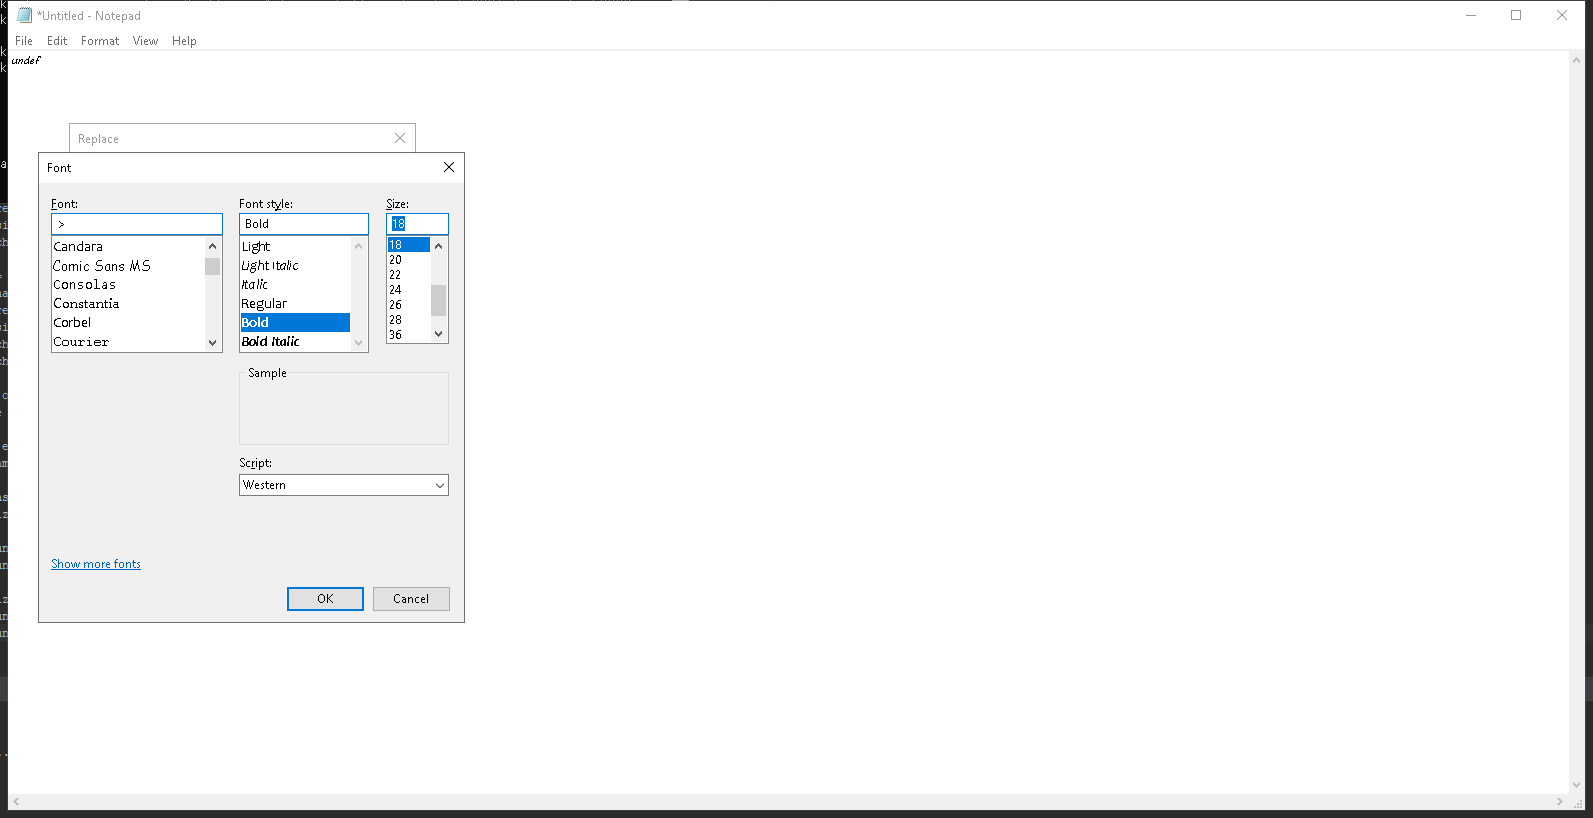 *Untitled - Notepad
File Edit Format View Help
undef
Replace
Font
Font: Font style: Size:
> Bold 18
Candara Light 18
Comic Sans MS Light Italic 20
Consolas Italic 22
Constantia Regular 24
Corbel Bold 26
Courier Bold Italic 28
36
Sample
Script:
Western
Show more fonts
OK Cancel